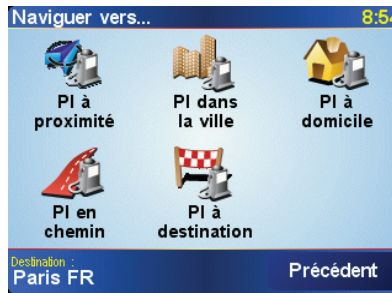 Naviguer vers...
8:54
PI à
proximité
PI dans
la ville
PI à
domicile
PI en
chemin
PI à
destination
Destination :
Paris FR
Précédent